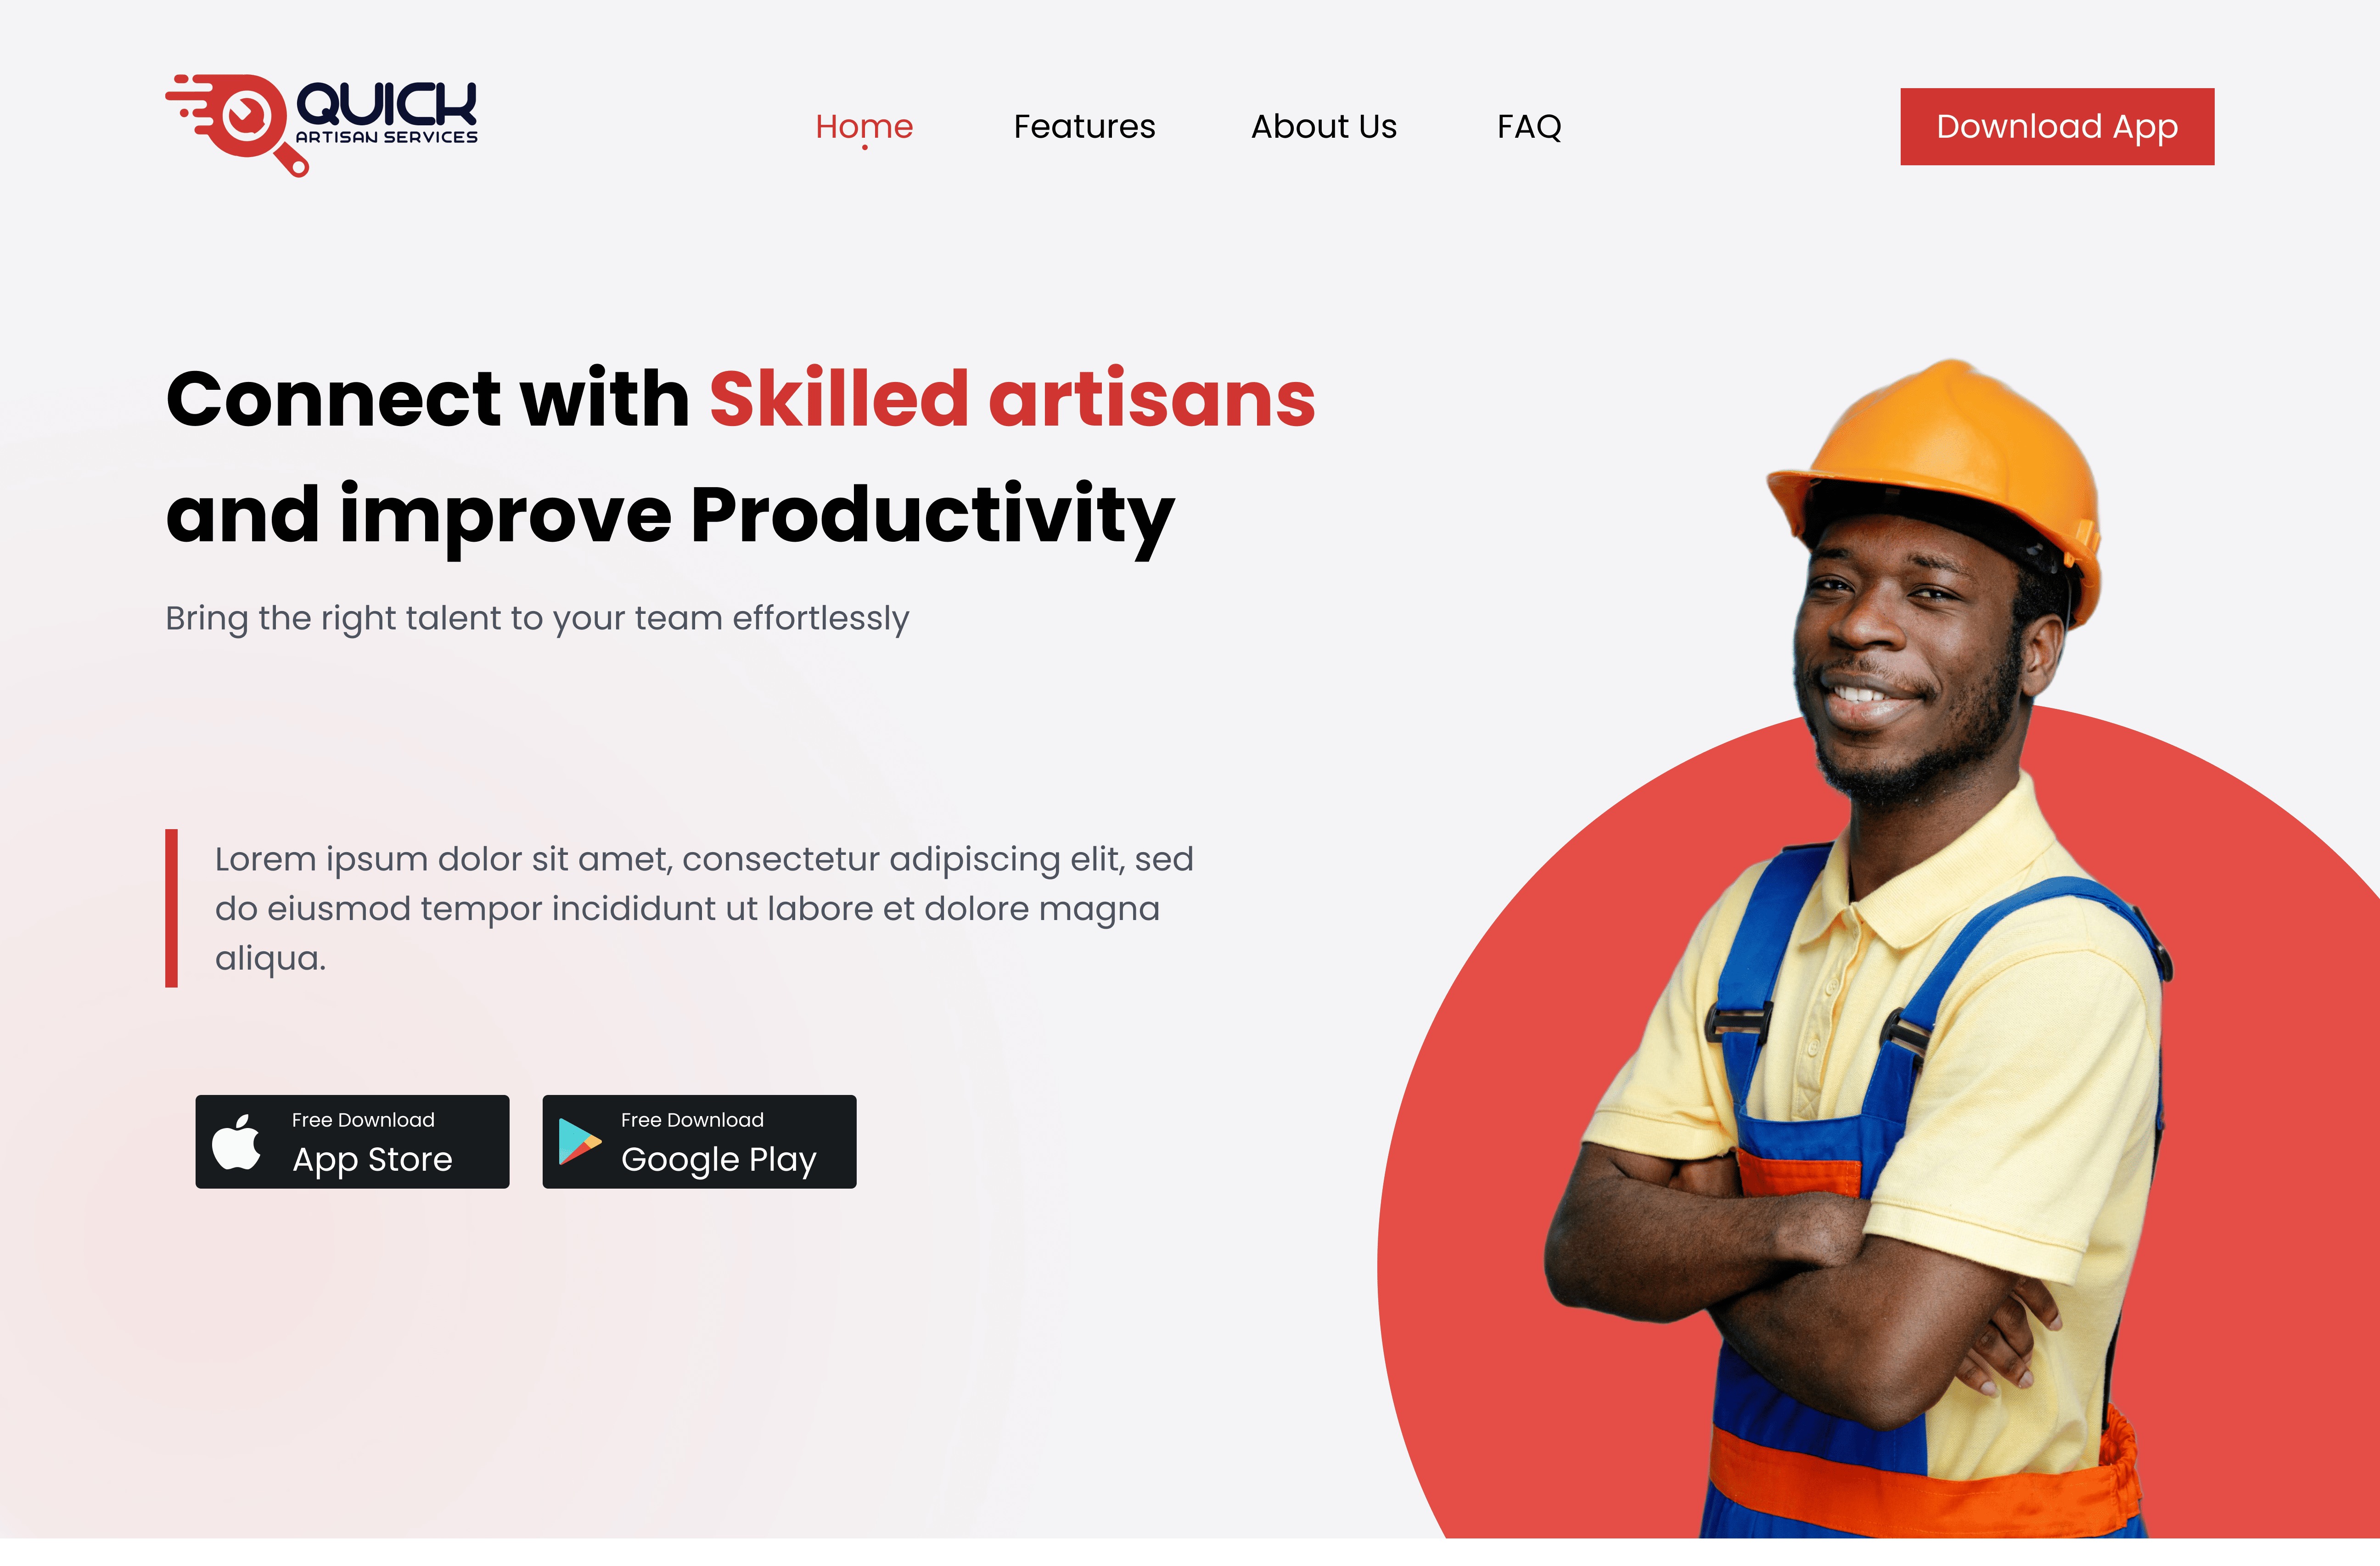 QUICK
ARTISAN SERVICES
Home
Features
About Us
FAQ
Download App
Connect with Skilled artisans
and improve Productivity
Bring the right talent to your team effortlessly
Lorem ipsum dolor sit amet, consectetur adipiscing elit, sed
do eiusmod tempor incididunt ut labore et dolore magna
aliqua.
Free Download
App Store
Free Download
Google Play